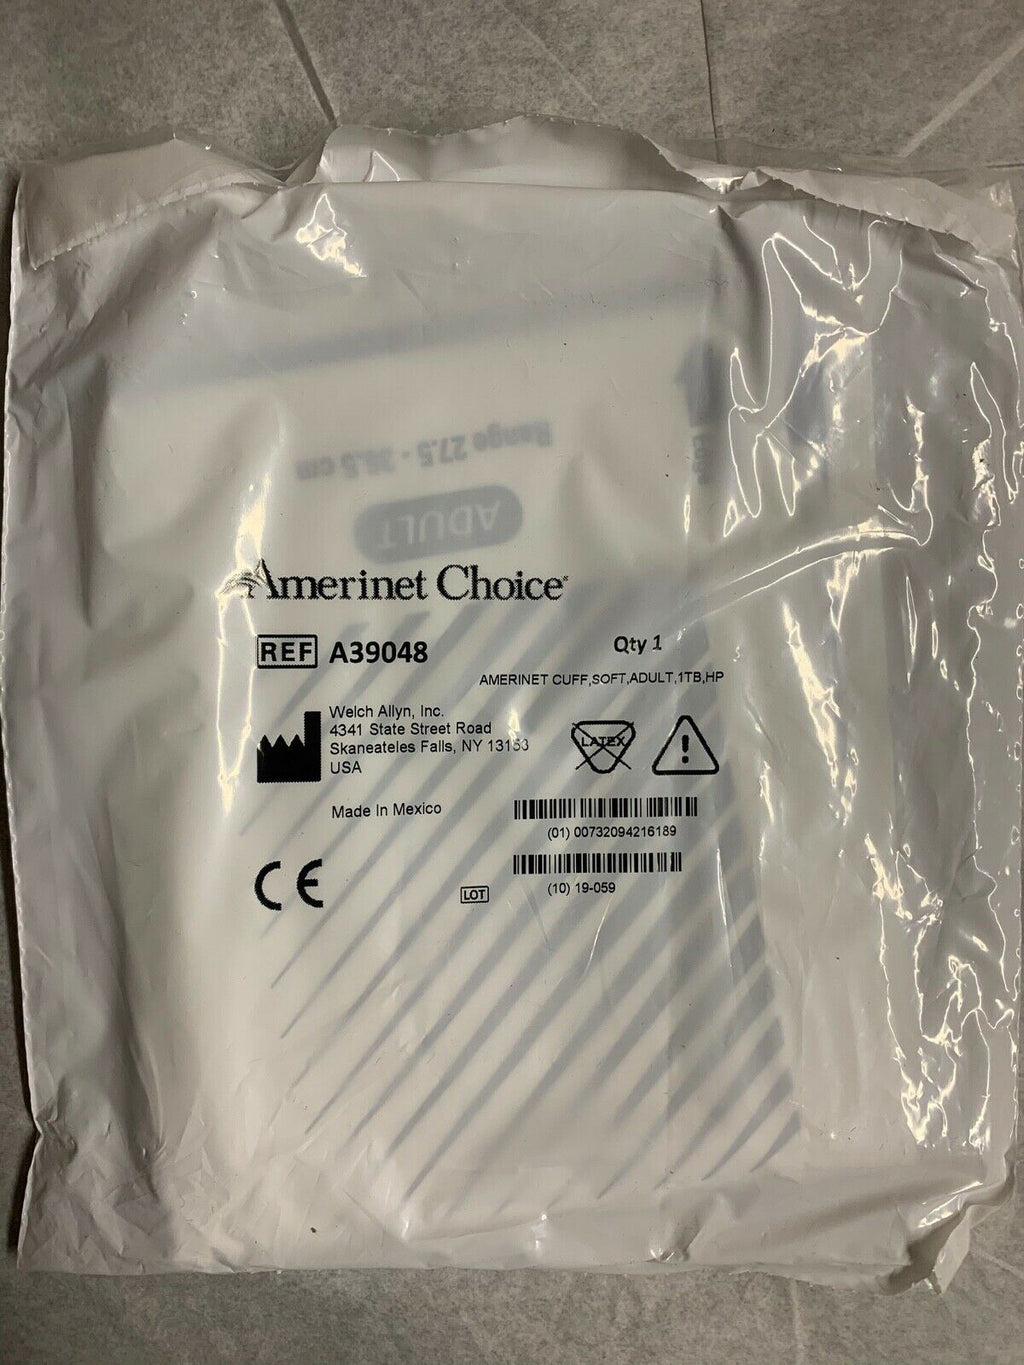 Range 27.5 - 36.5 cm
ADULT
Amerinet Choice®
REF A39048
Qty 1
AMERINET CUFF,SOFT,ADULT,1TB,HP
Welch Allyn, Inc.
4341 State Street Road
Skaneateles Falls, NY 13153
USA
LATEX
Made In Mexico
(01) 00732094216189
CE
LOT
(10) 19-059